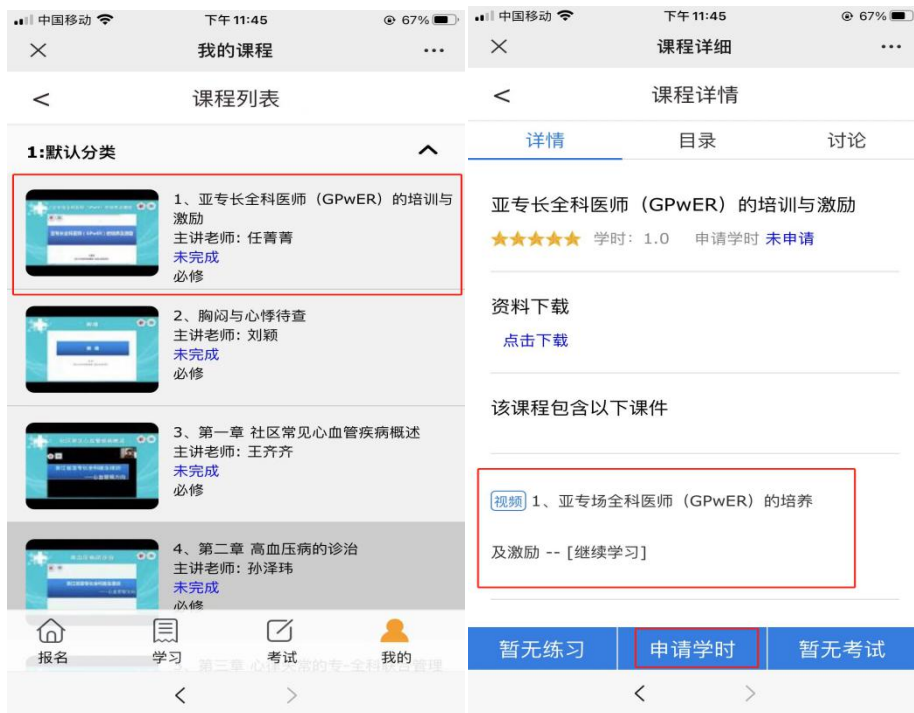 中国移动 下午11:45 67%
我的课程
课程列表
1:默认分类
1、亚专长全科医师（GPwER）的培训与
激励
主讲老师: 任菁菁
未完成
必修
2、胸闷与心悸待查
主讲老师: 刘颖
未完成
必修
3、第一章 社区常见心血管疾病概述
主讲老师: 王齐齐
未完成
必修
4、第二章 高血压病的诊治
主讲老师: 孙泽玮
未完成
必修
报名 学习 考试 我的
中国移动 下午11:45 67%
课程详细
课程详情
详情 目录 讨论
亚专长全科医师（GPwER）的培训与激励
学时: 1.0 申请学时 未申请
资料下载
点击下载
该课程包含以下课件
视频 1、亚专场全科医师（GPwER）的培养
及激励 -- [继续学习]
暂无练习 申请学时 暂无考试